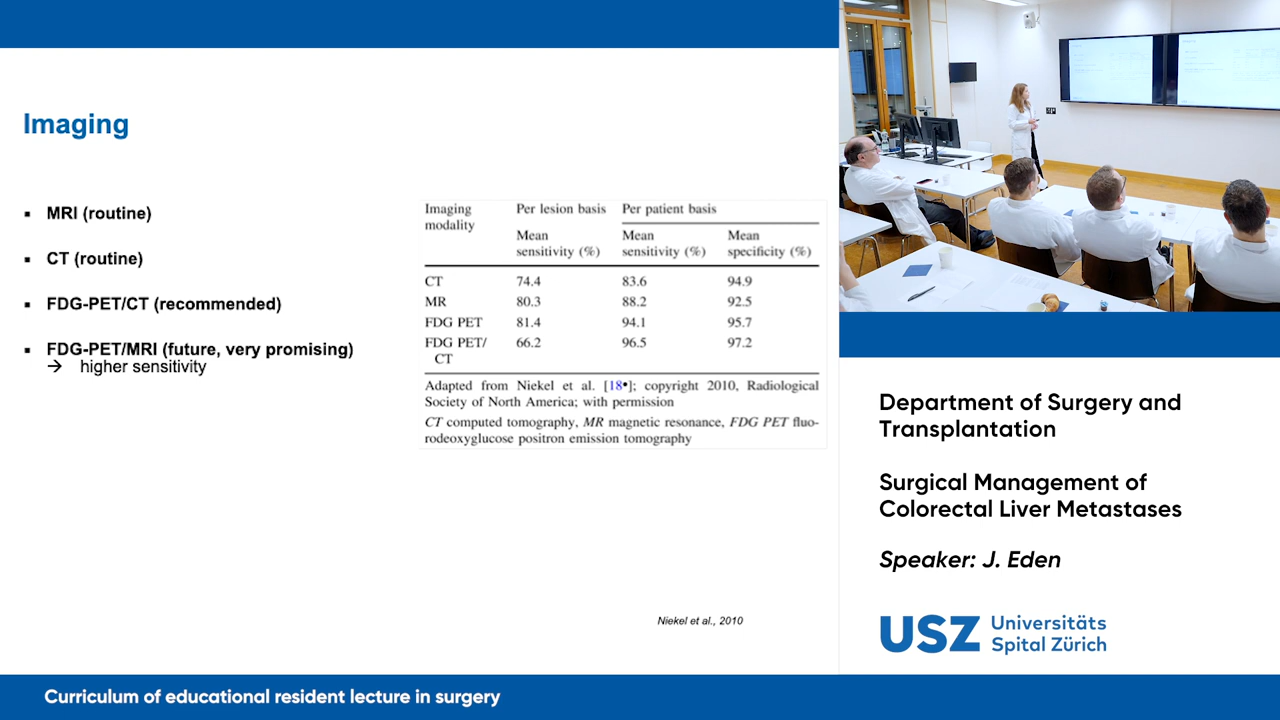 Imaging
▪ MRI (routine)
▪ CT (routine)
▪ FDG-PET/CT (recommended)
▪ FDG-PET/MRI (future, very promising)
→ higher sensitivity
Imaging modality | Per lesion basis | Per patient basis
Mean sensitivity (%) | Mean sensitivity (%) | Mean specificity (%)
CT 74.4 83.6 94.9
MR 80.3 88.2 92.5
FDG PET 81.4 94.1 95.7
FDG PET/CT 66.2 96.5 97.2
Adapted from Niekel et al. [18•]; copyright 2010, Radiological
Society of North America; with permission
CT computed tomography, MR magnetic resonance, FDG PET fluo-
rodeoxyglucose positron emission tomography
Niekel et al., 2010
Department of Surgery and
Transplantation
Surgical Management of
Colorectal Liver Metastases
Speaker: J. Eden
USZ Universitäts
Spital Zürich
Curriculum of educational resident lecture in surgery